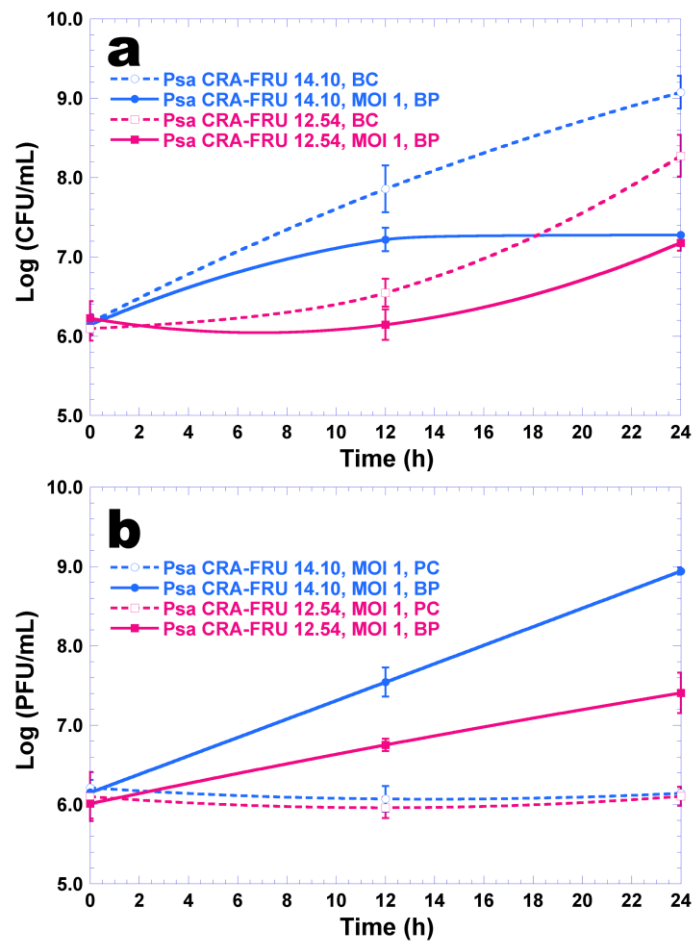 a
10.0
9.0
8.0
7.0
6.0
5.0
Log (CFU/mL)
Psa CRA-FRU 14.10, BC
Psa CRA-FRU 14.10, MOI 1, BP
Psa CRA-FRU 12.54, BC
Psa CRA-FRU 12.54, MOI 1, BP
0 2 4 6 8 10 12 14 16 18 20 22 24
Time (h)
b
10.0
9.0
8.0
7.0
6.0
5.0
Log (PFU/mL)
Psa CRA-FRU 14.10, MOI 1, PC
Psa CRA-FRU 14.10, MOI 1, BP
Psa CRA-FRU 12.54, MOI 1, PC
Psa CRA-FRU 12.54, MOI 1, BP
0 2 4 6 8 10 12 14 16 18 20 22 24
Time (h)